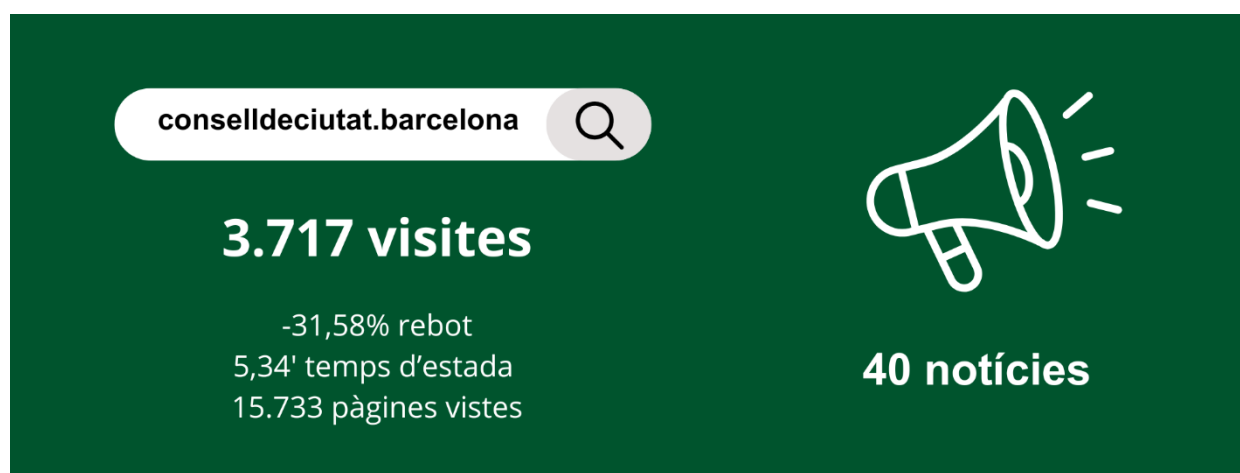 conselldeciutat.barcelona
3.717 visites
-31,58% rebot
5,34' temps d’estada
15.733 pàgines vistes
40 notícies